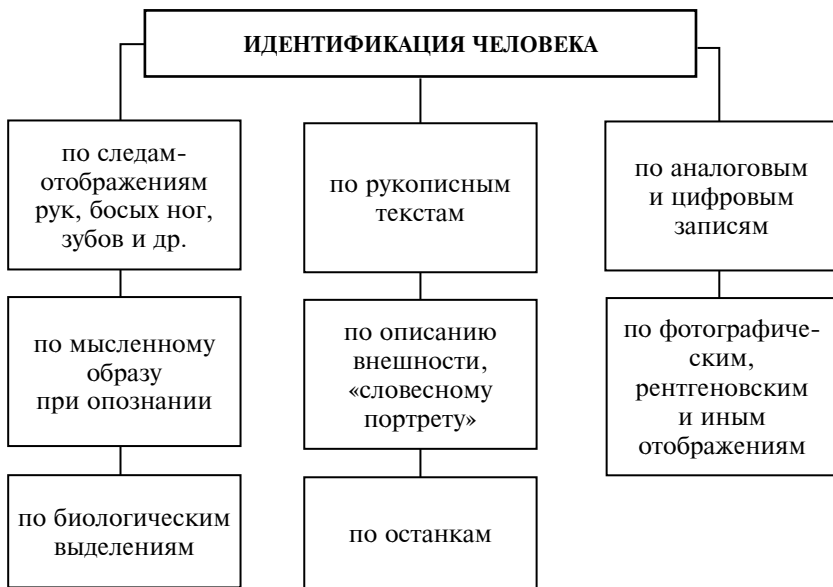 ИДЕНТИФИКАЦИЯ ЧЕЛОВЕКА
по следам-
отображениям
рук, босых ног,
зубов и др.
по рукописным
текстам
по аналоговым
и цифровым
записям
по мысленному
образу
при опознании
по описанию
внешности,
«словесному
портрету»
по фотографиче-
ским,
рентгеновским
и иным
отображениям
по биологическим
выделениям
по останкам